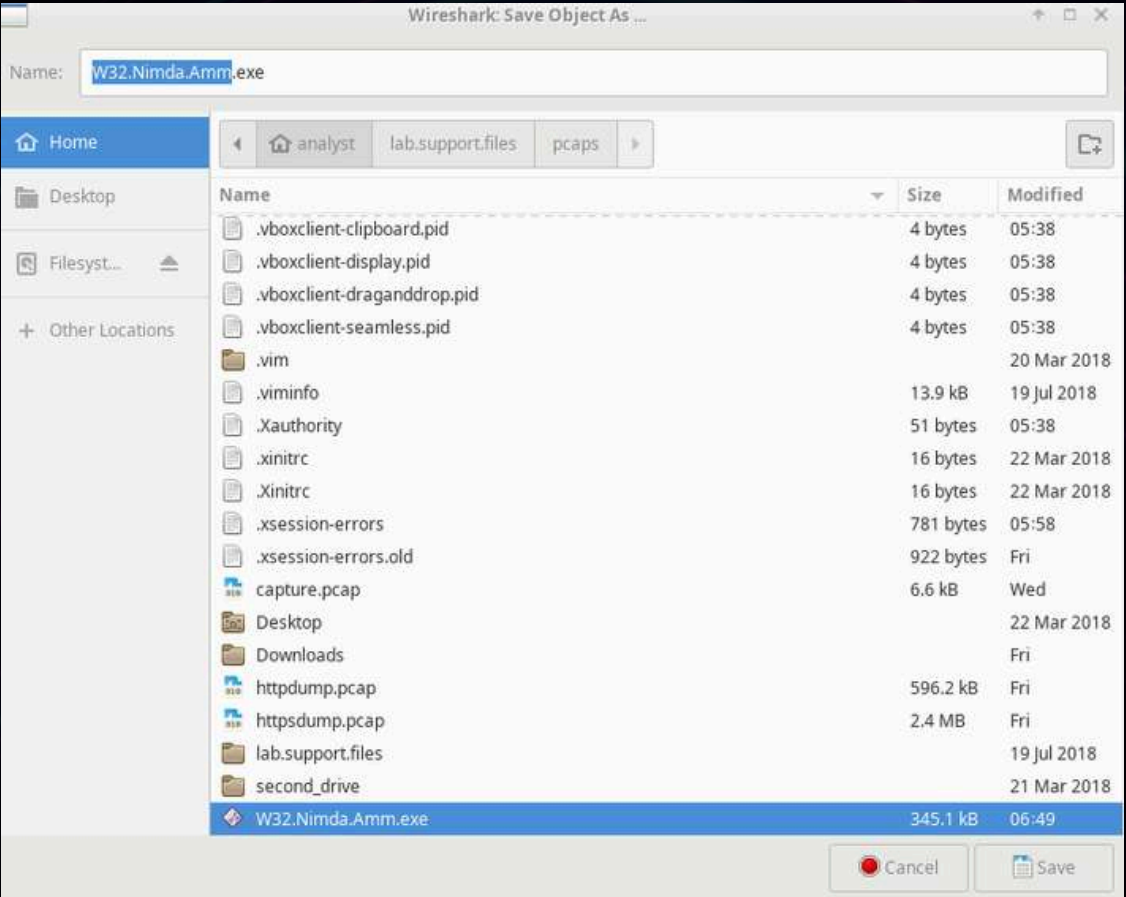 Wireshark: Save Object As ...
Name: W32.Nimda.Amm.exe
Home
Desktop
Filesyst...
+ Other Locations
analyst lab.support.files pcaps
Name Size Modified
.vboxclient-clipboard.pid 4 bytes 05:38
.vboxclient-display.pid 4 bytes 05:38
.vboxclient-draganddrop.pid 4 bytes 05:38
.vboxclient-seamless.pid 4 bytes 05:38
.vim 20 Mar 2018
.viminfo 13.9 kB 19 Jul 2018
.Xauthority 51 bytes 05:38
.xinitrc 16 bytes 22 Mar 2018
.Xinitrc 16 bytes 22 Mar 2018
.xsession-errors 781 bytes 05:58
.xsession-errors.old 922 bytes Fri
capture.pcap 6.6 kB Wed
Desktop 22 Mar 2018
Downloads Fri
httpdump.pcap 596.2 kB Fri
httpsdump.pcap 2.4 MB Fri
lab.support.files 19 Jul 2018
second_drive 21 Mar 2018
W32.Nimda.Amm.exe 345.1 kB 06:49
Cancel Save